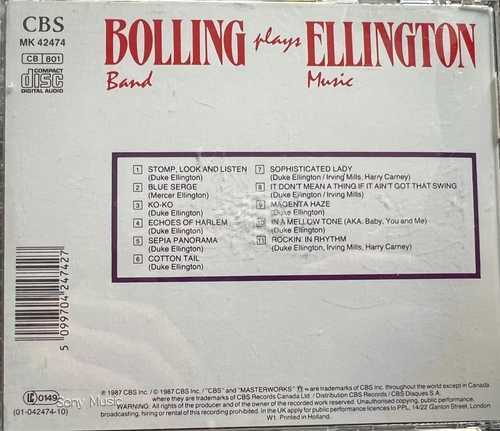 CBS
MK 42474
CB 801
COMPACT
disc
DIGITAL AUDIO
BOLLING plays ELLINGTON
Band Music
1 STOMP, LOOK AND LISTEN
(Duke Ellington)
2 BLUE SERGE
(Mercer Ellington)
3 KO-KO
(Duke Ellington)
4 ECHOES OF HARLEM
(Duke Ellington)
5 SEPIA PANORAMA
(Duke Ellington)
6 COTTON TAIL
(Duke Ellington)
7 SOPHISTICATED LADY
(Duke Ellington / Irving Mills, Harry Carney)
8 IT DON'T MEAN A THING IF IT AIN'T GOT THAT SWING
(Duke Ellington / Irving Mills)
9 MAGENTA HAZE
(Duke Ellington)
10 IN A MELLOW TONE (AKA: Baby, You and Me)
(Duke Ellington)
11 ROCKIN' IN RHYTHM
(Duke Ellington, Irving Mills, Harry Carney)
5 099704 247427
LC 0149
Sony Music
(01-042474-10)
℗ 1987 CBS Inc. / © 1987 CBS Inc. / "CBS" and "MASTERWORKS" are trademarks of CBS Inc. throughout the world except in Canada
where they are trademarks of CBS Records Canada Ltd. / Distribution CBS Records / CBS Disques S.A.
WARNING: All rights of the producer and of the owner of the recorded work reserved. Unauthorised copying, public performance,
broadcasting, hiring or rental of this recording prohibited. In the UK apply for public performance licences to PPL, 14/22 Ganton Street, London
W1. Printed in Holland.